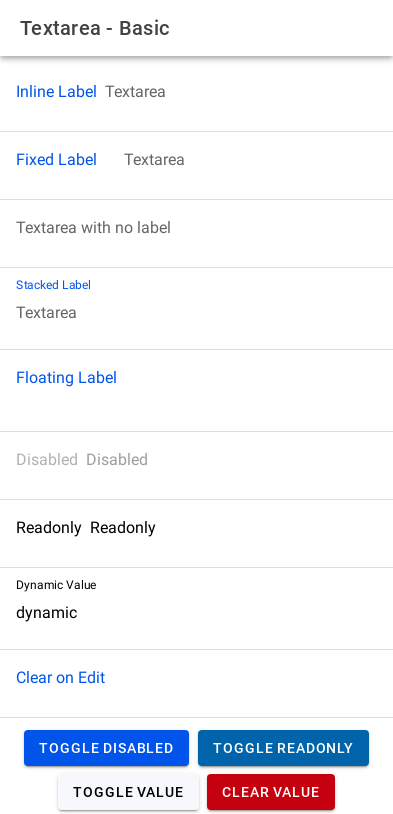 Textarea - Basic
Inline Label Textarea
Fixed Label Textarea
Textarea with no label
Stacked Label
Textarea
Floating Label
Disabled Disabled
Readonly Readonly
Dynamic Value
dynamic
Clear on Edit
TOGGLE DISABLED TOGGLE READONLY
TOGGLE VALUE CLEAR VALUE